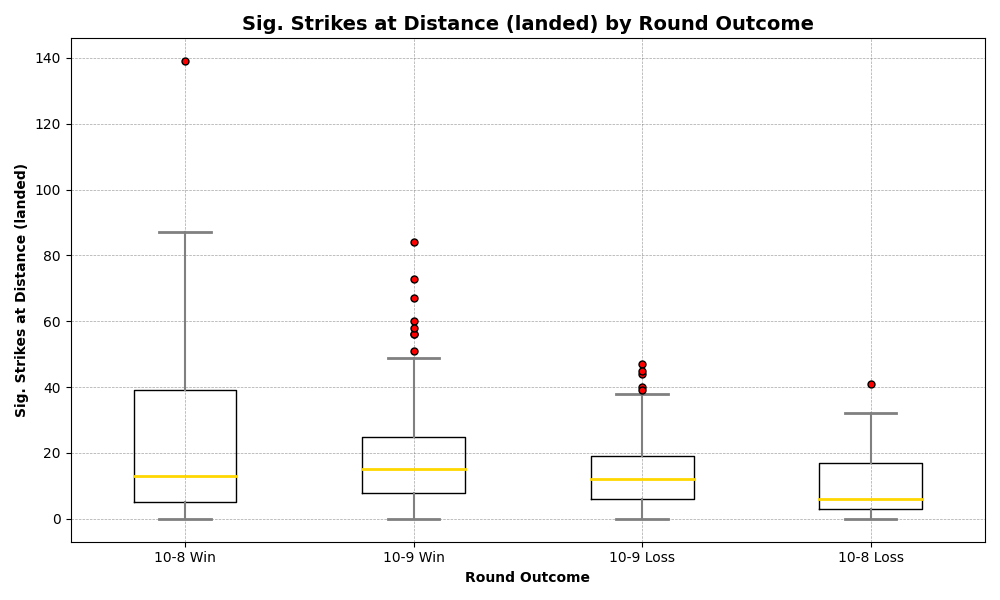 Sig. Strikes at Distance (landed) by Round Outcome
Sig. Strikes at Distance (landed)
140
120
100
80
60
40
20
0
10-8 Win
10-9 Win
10-9 Loss
10-8 Loss
Round Outcome